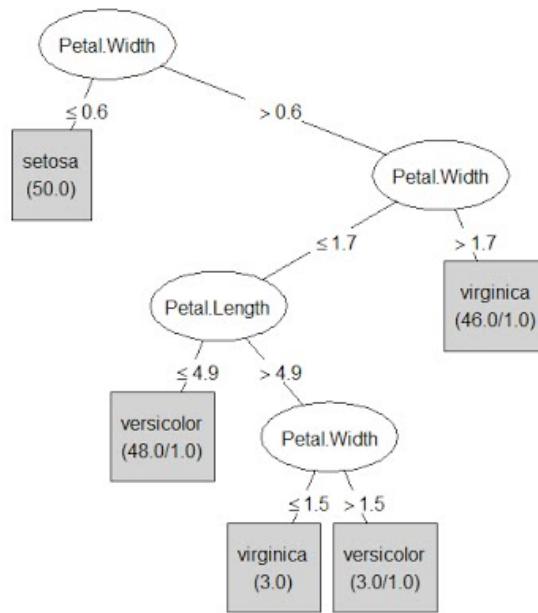 Petal.Width
≤ 0.6
> 0.6
setosa
(50.0)
Petal.Width
≤ 1.7
> 1.7
Petal.Length
virginica
(46.0/1.0)
≤ 4.9
> 4.9
versicolor
(48.0/1.0)
Petal.Width
≤ 1.5
> 1.5
virginica
(3.0)
versicolor
(3.0/1.0)